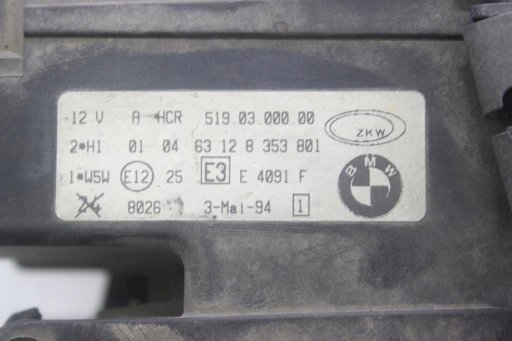 12 V A HCR 519.03.000.00
ZKW
2*H1 01 04 63 12 8 353 801
BMW
1*W5W E12 25 E3 E 4091 F
24 8026 3-Mai-94 1